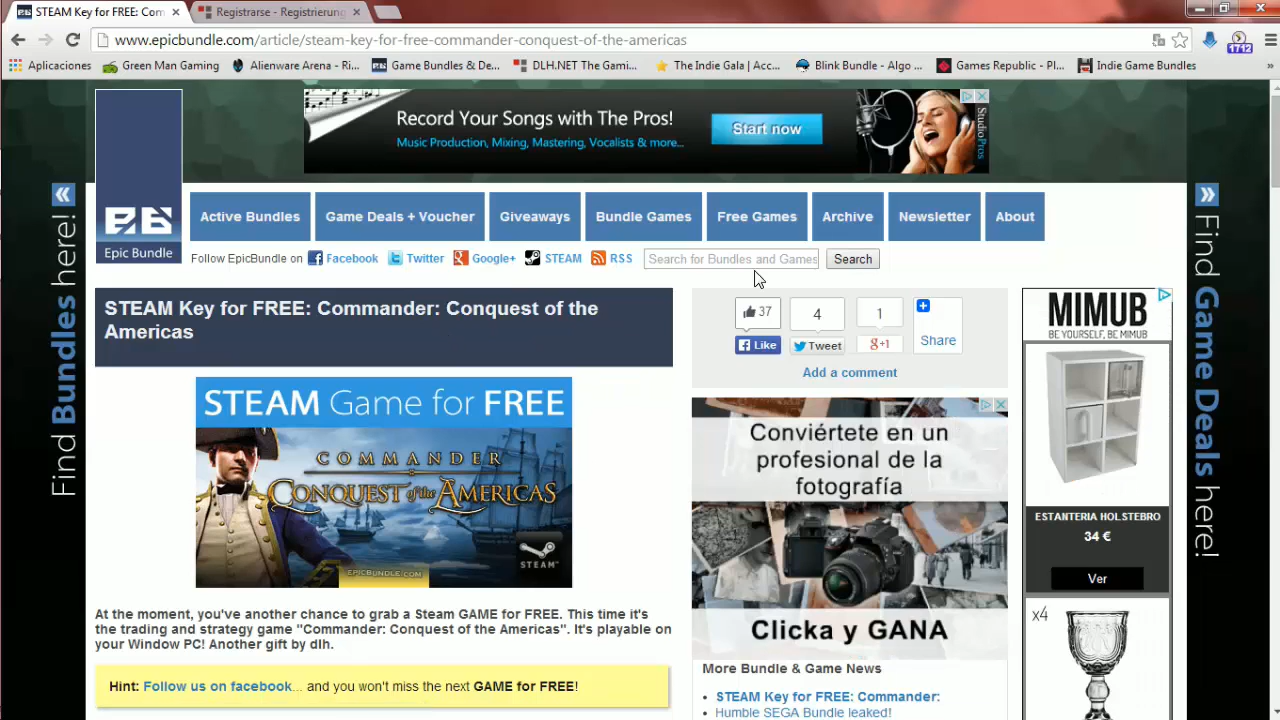 STEAM Key for FREE: Com
Registrarse - Registrierung
www.epicbundle.com/article/steam-key-for-free-commander-conquest-of-the-americas
1712
Aplicaciones
Green Man Gaming
Alienware Arena - Ri...
Game Bundles & De...
DLH.NET The Gami...
The Indie Gala | Acc...
Blink Bundle - Algo ...
Games Republic - Pl...
Indie Game Bundles
»
Record Your Songs with The Pros!
Music Production, Mixing, Mastering, Vocalists & more...
Start now
StudioPros
Epic Bundle
Active Bundles
Game Deals + Voucher
Giveaways
Bundle Games
Free Games
Archive
Newsletter
About
Follow EpicBundle on
Facebook
Twitter
Google+
STEAM
RSS
Search for Bundles and Games
Search
Find Bundles here!
Find Game Deals here!
STEAM Key for FREE: Commander: Conquest of the
Americas
37
4
1
Like
Tweet
g+1
Share
Add a comment
STEAM Game for FREE
COMMANDER
CONQUEST of the AMERICAS
STEAM
EPICBUNDLE.COM
At the moment, you've another chance to grab a Steam GAME for FREE. This time it's
the trading and strategy game "Commander: Conquest of the Americas". It's playable on
your Window PC! Another gift by dlh.
Hint: Follow us on facebook... and you won't miss the next GAME for FREE!
Conviértete en un
profesional de la
fotografía
Clicka y GANA
More Bundle & Game News
• STEAM Key for FREE: Commander:
• Humble SEGA Bundle leaked!
MIMUB
BE YOURSELF, BE MIMUB
ESTANTERIA HOLSTEBRO
34 €
Ver
x4